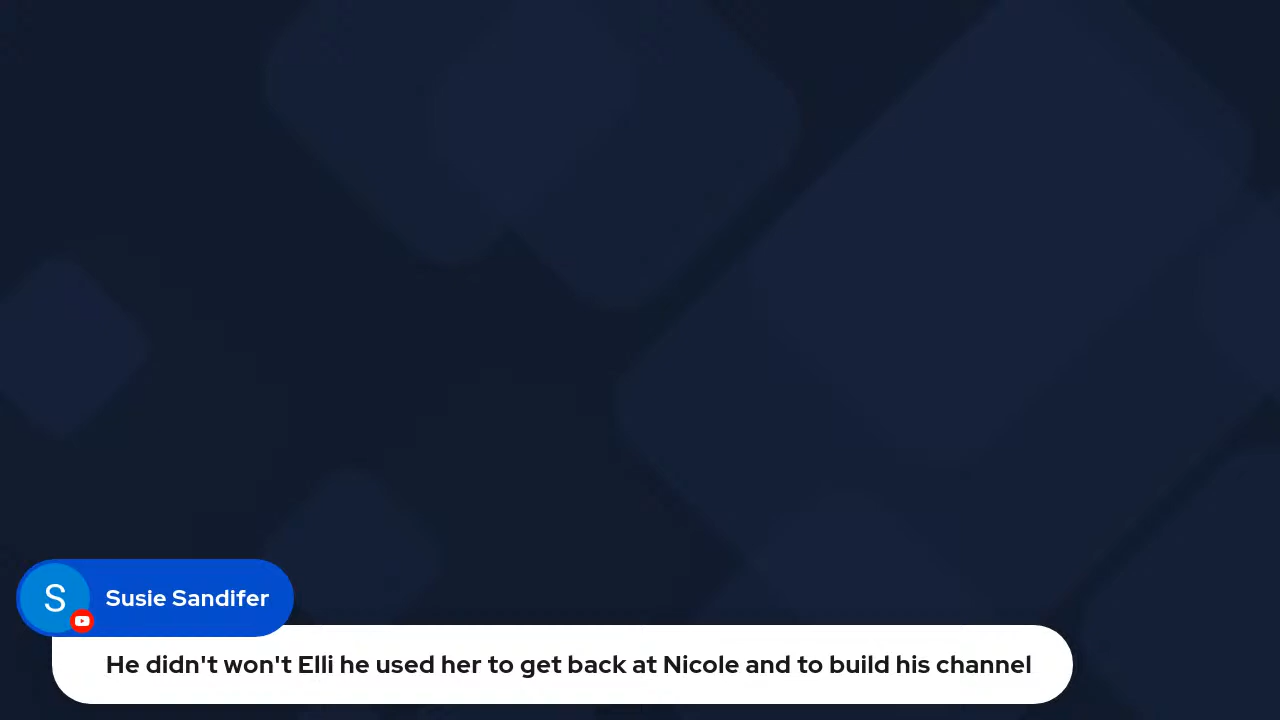 S
Susie Sandifer
He didn't won't Elli he used her to get back at Nicole and to build his channel